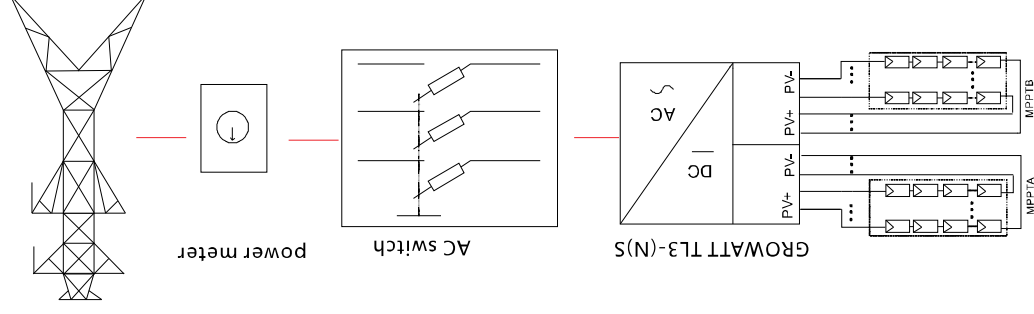 power meter
AC switch
GROWATT TL3-(N)S
AC
DC
PV-
PV+
PV-
PV+
MPPTB
MPPTA